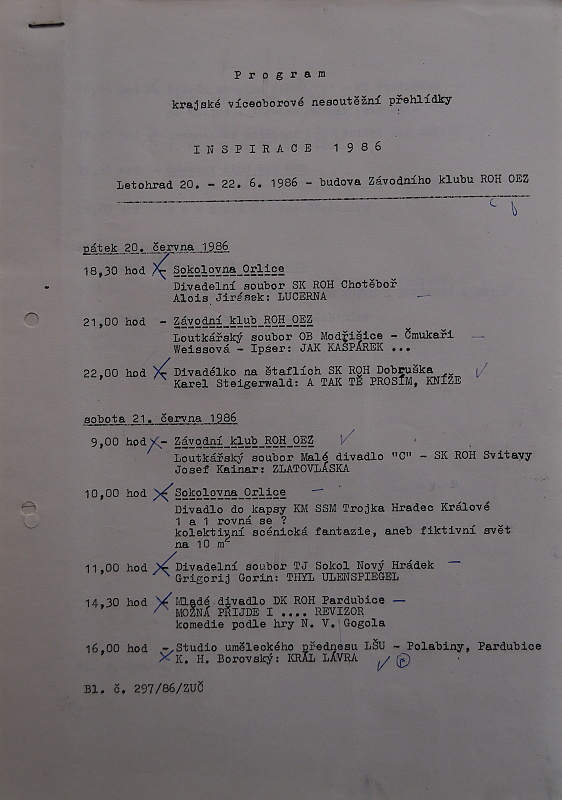 P r o g r a m
krajské víceoborové nesoutěžní přehlídky
I N S P I R A C E   1 9 8 6
Letohrad 20. - 22. 6. 1986 - budova Závodního klubu ROH OEZ
pátek 20. června 1986
18,30 hod - Sokolovna Orlice
Divadelní soubor SK ROH Chotěboř
Alois Jirásek: LUCERNA
21,00 hod - Závodní klub ROH OEZ
Loutkářský soubor OB Modřišice - Čmukaři
Weissová - Ipser: JAK KAŠPÁREK ...
22,00 hod - Divadélko na štaflích SK ROH Dobruška
Karel Steigerwald: A TAK TĚ PROSÍM, KNÍŽE
sobota 21. června 1986
9,00 hod - Závodní klub ROH OEZ
Loutkářský soubor Malé divadlo "C" - SK ROH Svitavy
Josef Kainar: ZLATOVLÁSKA
10,00 hod - Sokolovna Orlice
Divadlo do kapsy KM SSM Trojka Hradec Králové
1 a 1 rovná se ?
kolektivní scénická fantazie, aneb fiktivní svět
na 10 m²
11,00 hod - Divadelní soubor TJ Sokol Nový Hrádek
Grigorij Gorin: THYL ULENSPIEGEL
14,30 hod - Mladé divadlo DK ROH Pardubice
MOŽNÁ PŘIJDE I .... REVIZOR
komedie podle hry N. V. Gogola
16,00 hod - Studio uměleckého přednesu LŠU - Polabiny, Pardubice
K. H. Borovský: KRÁL LÁVRA
Bl. č. 297/86/ZUČ